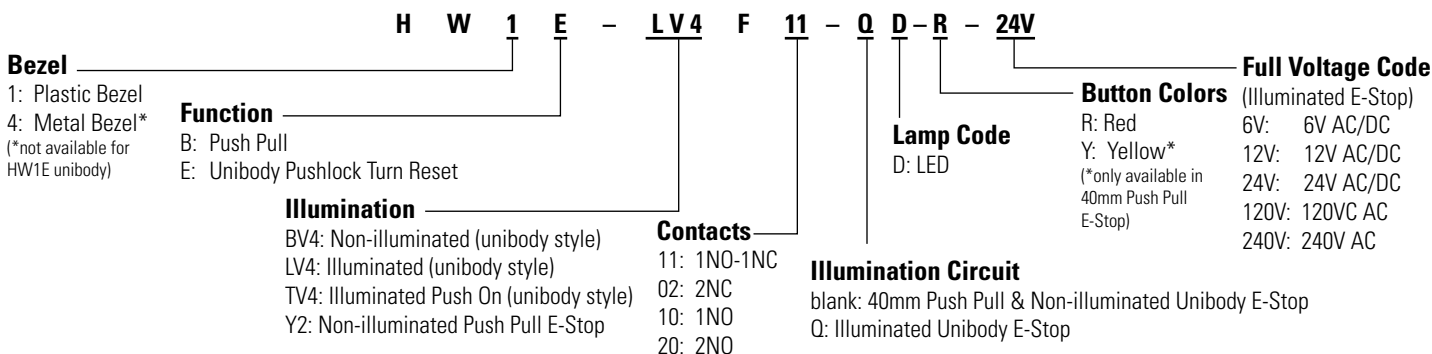 H W 1 E – LV4 F 11 – Q D – R – 24V
Bezel
1: Plastic Bezel
4: Metal Bezel*
(*not available for
HW1E unibody)
Function
B: Push Pull
E: Unibody Pushlock Turn Reset
Illumination
BV4: Non-illuminated (unibody style)
LV4: Illuminated (unibody style)
TV4: Illuminated Push On (unibody style)
Y2: Non-illuminated Push Pull E-Stop
Contacts
11: 1NO-1NC
02: 2NC
10: 1NO
20: 2NO
Illumination Circuit
blank: 40mm Push Pull & Non-illuminated Unibody E-Stop
Q: Illuminated Unibody E-Stop
Lamp Code
D: LED
Button Colors
R: Red
Y: Yellow*
(*only available in
40mm Push Pull
E-Stop)
Full Voltage Code
(Illuminated E-Stop)
6V: 6V AC/DC
12V: 12V AC/DC
24V: 24V AC/DC
120V: 120VC AC
240V: 240V AC